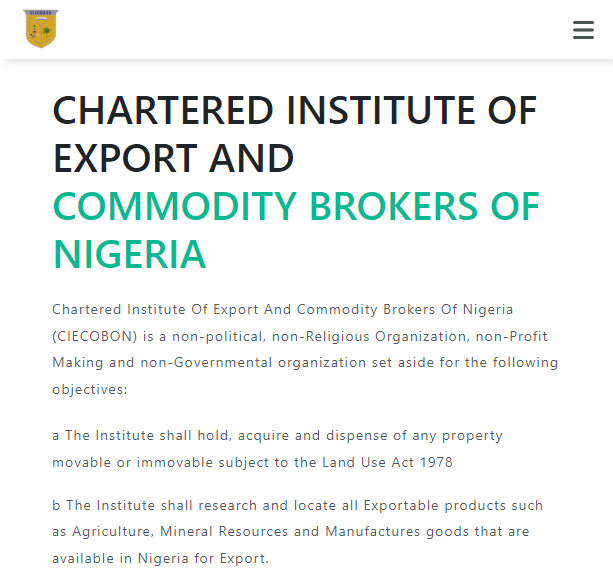 CIECOBON
CHARTERED INSTITUTE OF
EXPORT AND
COMMODITY BROKERS OF
NIGERIA
Chartered Institute Of Export And Commodity Brokers Of Nigeria
(CIECOBON) is a non-political, non-Religious Organization, non-Profit
Making and non-Governmental organization set aside for the following
objectives:
a The Institute shall hold, acquire and dispense of any property
movable or immovable subject to the Land Use Act 1978
b The Institute shall research and locate all Exportable products such
as Agriculture, Mineral Resources and Manufactures goods that are
available in Nigeria for Export.